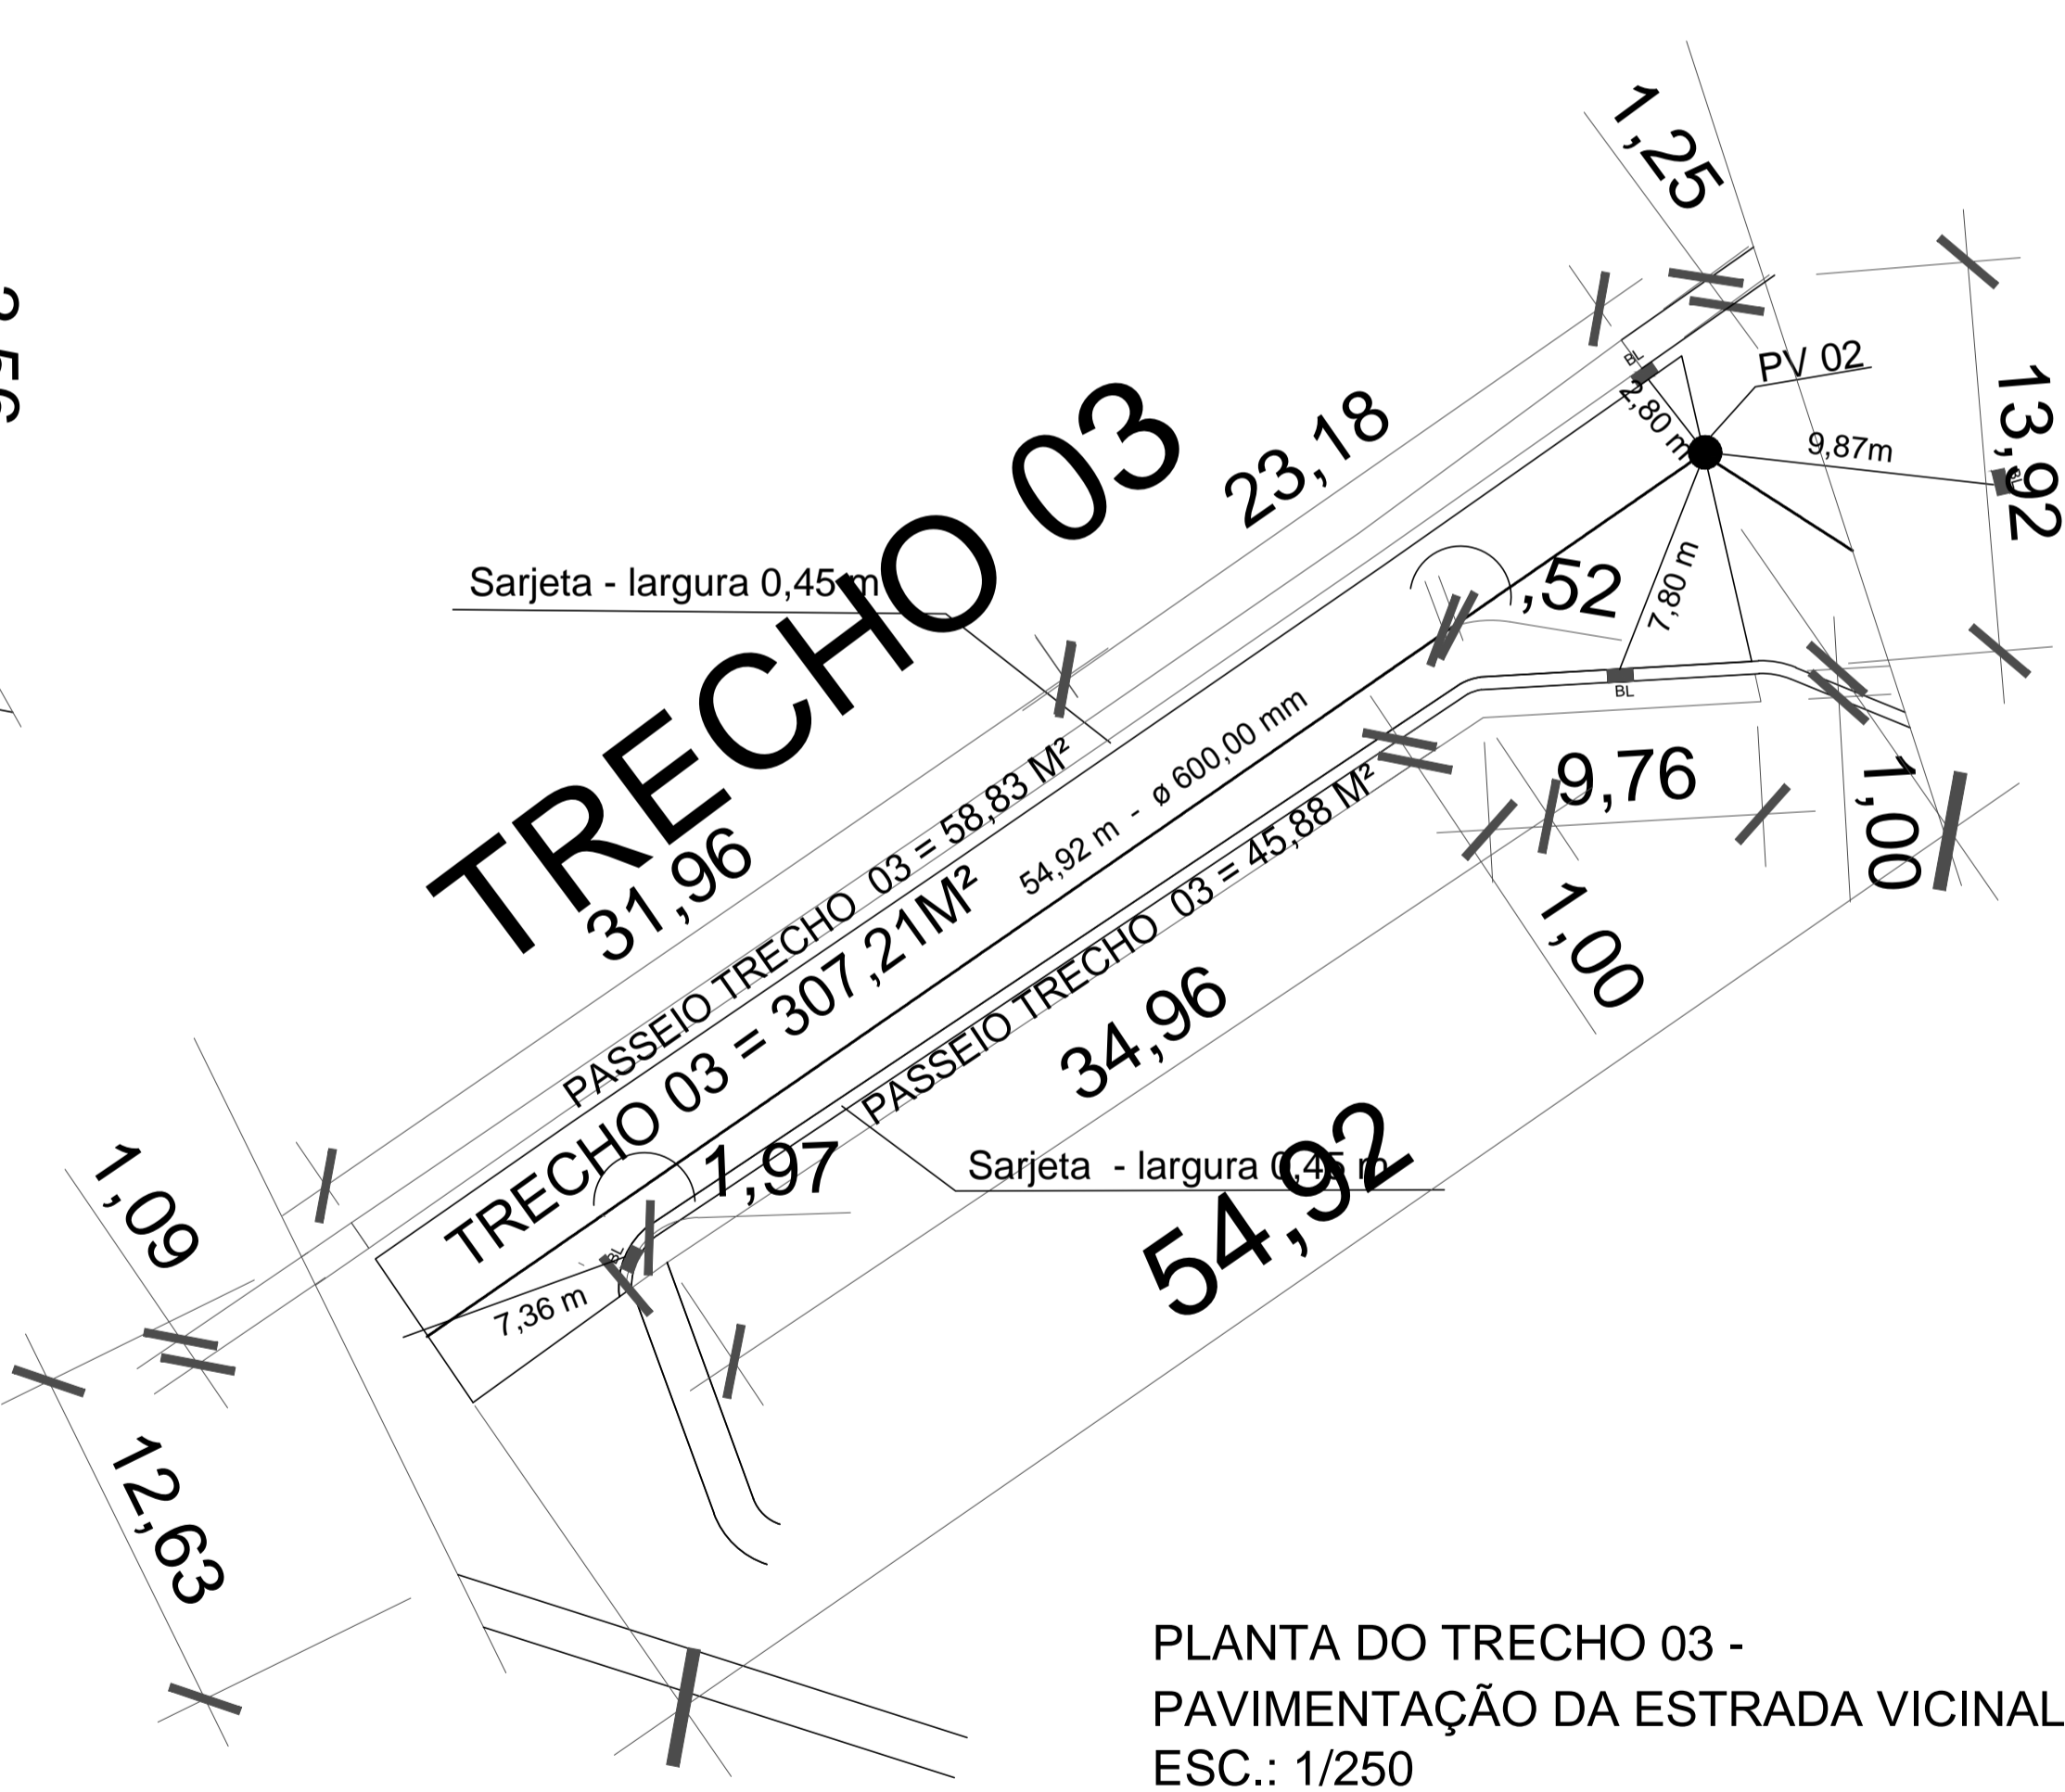 1,25
PV 02
BL
2,80 m
9,87m
13,92
BL
TRECHO 03
23,18
Sarjeta - largura 0,45 m
,52
7,80 m
BL
31,96
PASSEIO TRECHO 03 = 58,83 M²
54,92 m - ø 600,00 mm
9,76
1,00
7,00
TRECHO 03 = 307,21M²
PASSEIO TRECHO 03 = 45,88 M²
34,96
1,97
Sarjeta - largura 0,45 m
54,92
1,09
BL
7,36 m
12,63
PLANTA DO TRECHO 03 -
PAVIMENTAÇÃO DA ESTRADA VICINAL
ESC.: 1/250